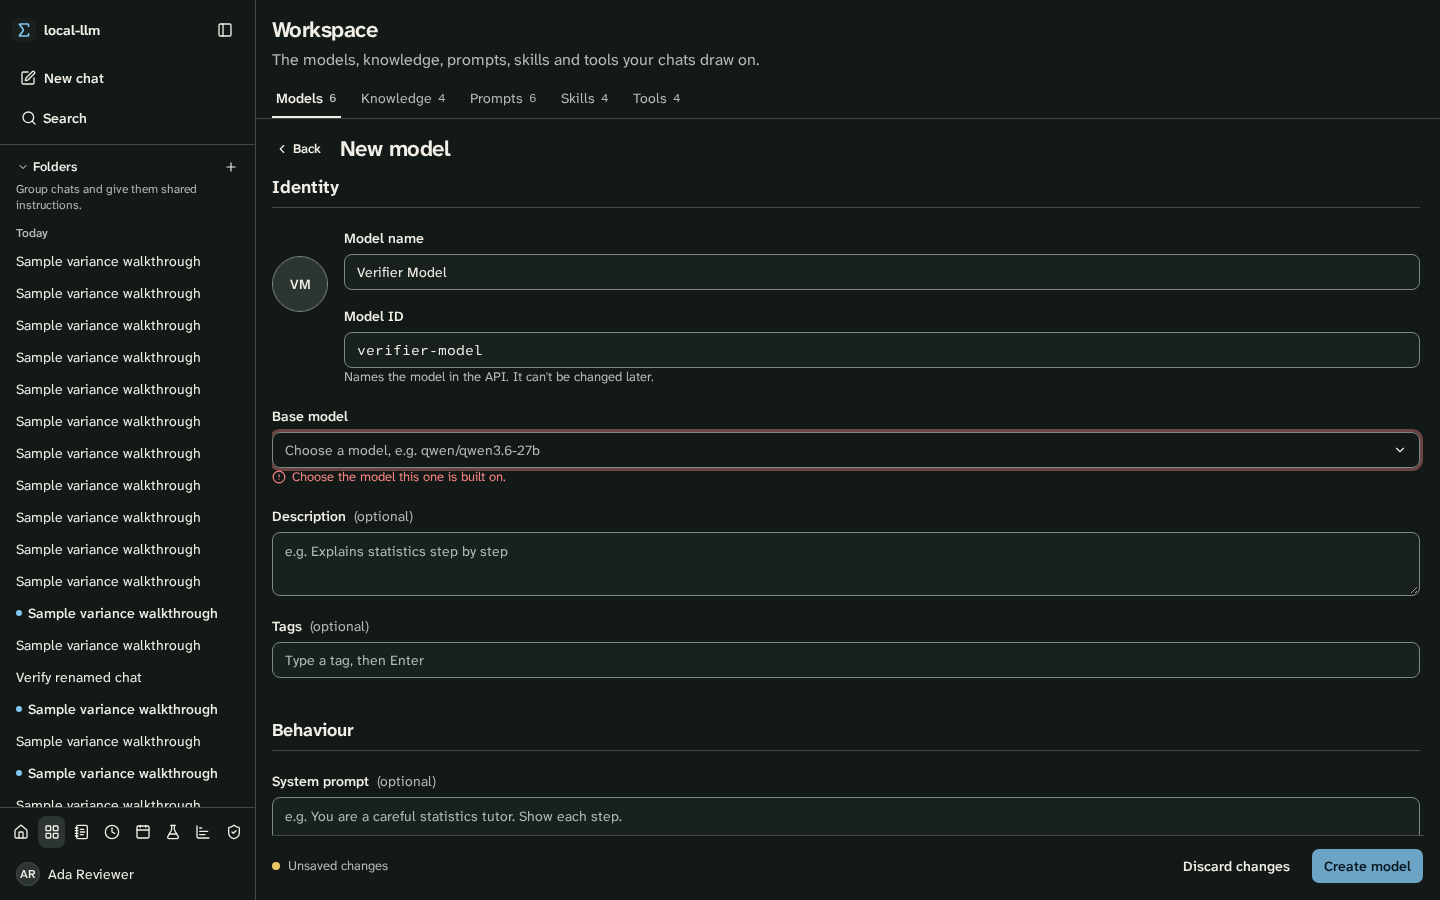 local-llm
New chat
Search
Folders
Group chats and give them shared
instructions.
Today
Sample variance walkthrough
Sample variance walkthrough
Sample variance walkthrough
Sample variance walkthrough
Sample variance walkthrough
Sample variance walkthrough
Sample variance walkthrough
Sample variance walkthrough
Sample variance walkthrough
Sample variance walkthrough
Sample variance walkthrough
Sample variance walkthrough
Sample variance walkthrough
Verify renamed chat
Sample variance walkthrough
Sample variance walkthrough
Sample variance walkthrough
Sample variance walkthrough
AR Ada Reviewer
Workspace
The models, knowledge, prompts, skills and tools your chats draw on.
Models 6 Knowledge 4 Prompts 6 Skills 4 Tools 4
Back New model
Identity
VM
Model name
Verifier Model
Model ID
verifier-model
Names the model in the API. It can't be changed later.
Base model
Choose a model, e.g. qwen/qwen3.6-27b
Choose the model this one is built on.
Description (optional)
e.g. Explains statistics step by step
Tags (optional)
Type a tag, then Enter
Behaviour
System prompt (optional)
e.g. You are a careful statistics tutor. Show each step.
Unsaved changes Discard changes Create model